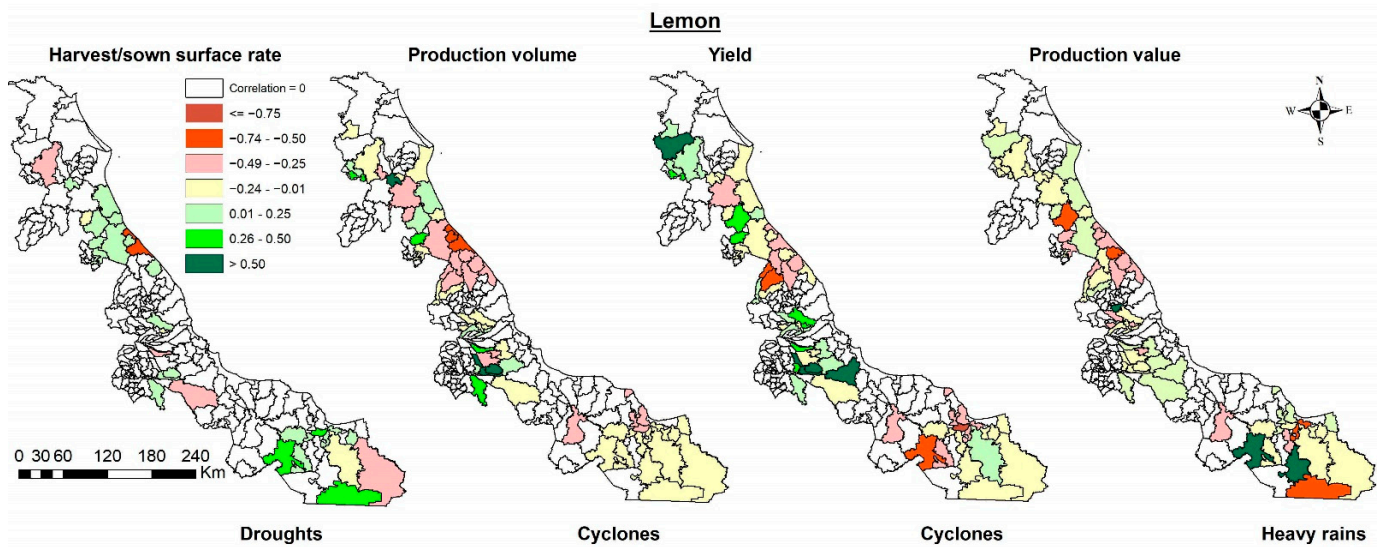 Lemon
Harvest/sown surface rate
Production volume
Yield
Production value
Correlation = 0
<= −0.75
−0.74 - −0.50
−0.49 - −0.25
−0.24 - −0.01
0.01 - 0.25
0.26 - 0.50
> 0.50
N
W E
S
0 30 60 120 180 240
Km
Droughts
Cyclones
Cyclones
Heavy rains